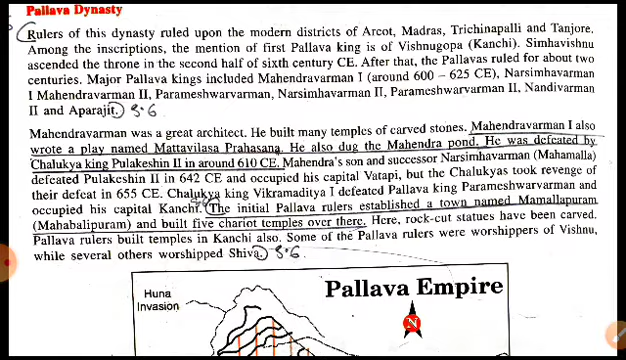 Pallava Dynasty
Rulers of this dynasty ruled upon the modern districts of Arcot, Madras, Trichinapalli and Tanjore.
Among the inscriptions, the mention of first Pallava king is of Vishnugopa (Kanchi). Simhavishnu
ascended the throne in the second half of sixth century CE. After that, the Pallavas ruled for about two
centuries. Major Pallava kings included Mahendravarman I (around 600 – 625 CE), Narsimhavarman
I Mahendravarman II, Parameshwarvarman, Narsimhavarman II, Parameshwarvarman II, Nandivarman
II and Aparajit.
Mahendravarman was a great architect. He built many temples of carved stones. Mahendravarman I also
wrote a play named Mattavilasa Prahasana. He also dug the Mahendra pond. He was defeated by
Chalukya king Pulakeshin II in around 610 CE. Mahendra's son and successor Narsimhavarman (Mahamalla)
defeated Pulakeshin II in 642 CE and occupied his capital Vatapi, but the Chalukyas took revenge of
their defeat in 655 CE. Chalukya king Vikramaditya I defeated Pallava king Parameschwarvarman and
occupied his capital Kanchi. The initial Pallava rulers established a town named Mamallapuram
(Mahabalipuram) and built five chariot temples over there. Here, rock-cut statues have been carved.
Pallava rulers built temples in Kanchi also. Some of the Pallava rulers were worshippers of Vishnu,
while several others worshipped Shiva.
Huna
Invasion
Pallava Empire
N